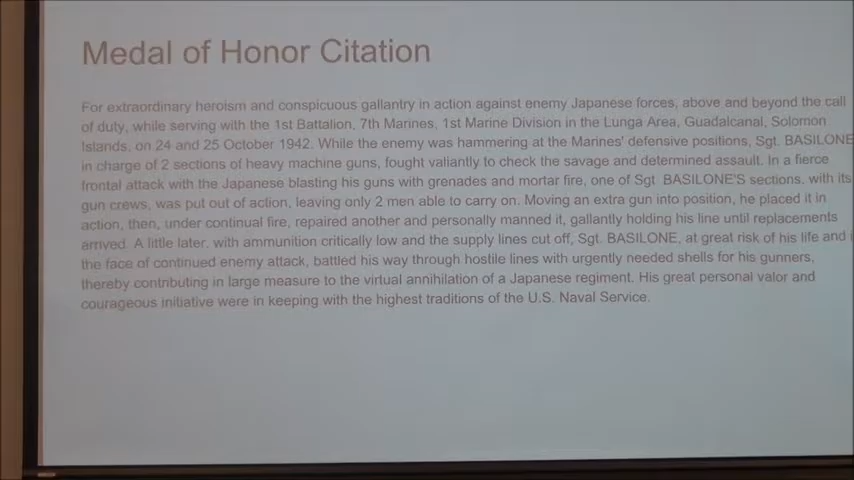 Medal of Honor Citation
For extraordinary heroism and conspicuous gallantry in action against enemy Japanese forces, above and beyond the call
of duty, while serving with the 1st Battalion, 7th Marines, 1st Marine Division in the Lunga Area, Guadalcanal, Solomon
Islands, on 24 and 25 October 1942. While the enemy was hammering at the Marines' defensive positions, Sgt. BASILONE
in charge of 2 sections of heavy machine guns, fought valiantly to check the savage and determined assault. In a fierce
frontal attack with the Japanese blasting his guns with grenades and mortar fire, one of Sgt. BASILONE'S sections, with its
gun crews, was put out of action, leaving only 2 men able to carry on. Moving an extra gun into position, he placed it in
action, then, under continual fire, repaired another and personally manned it, gallantly holding his line until replacements
arrived. A little later, with ammunition critically low and the supply lines cut off, Sgt. BASILONE, at great risk of his life and
the face of continued enemy attack, battled his way through hostile lines with urgently needed shells for his gunners,
thereby contributing in large measure to the virtual annihilation of a Japanese regiment. His great personal valor and
courageous initiative were in keeping with the highest traditions of the U.S. Naval Service.